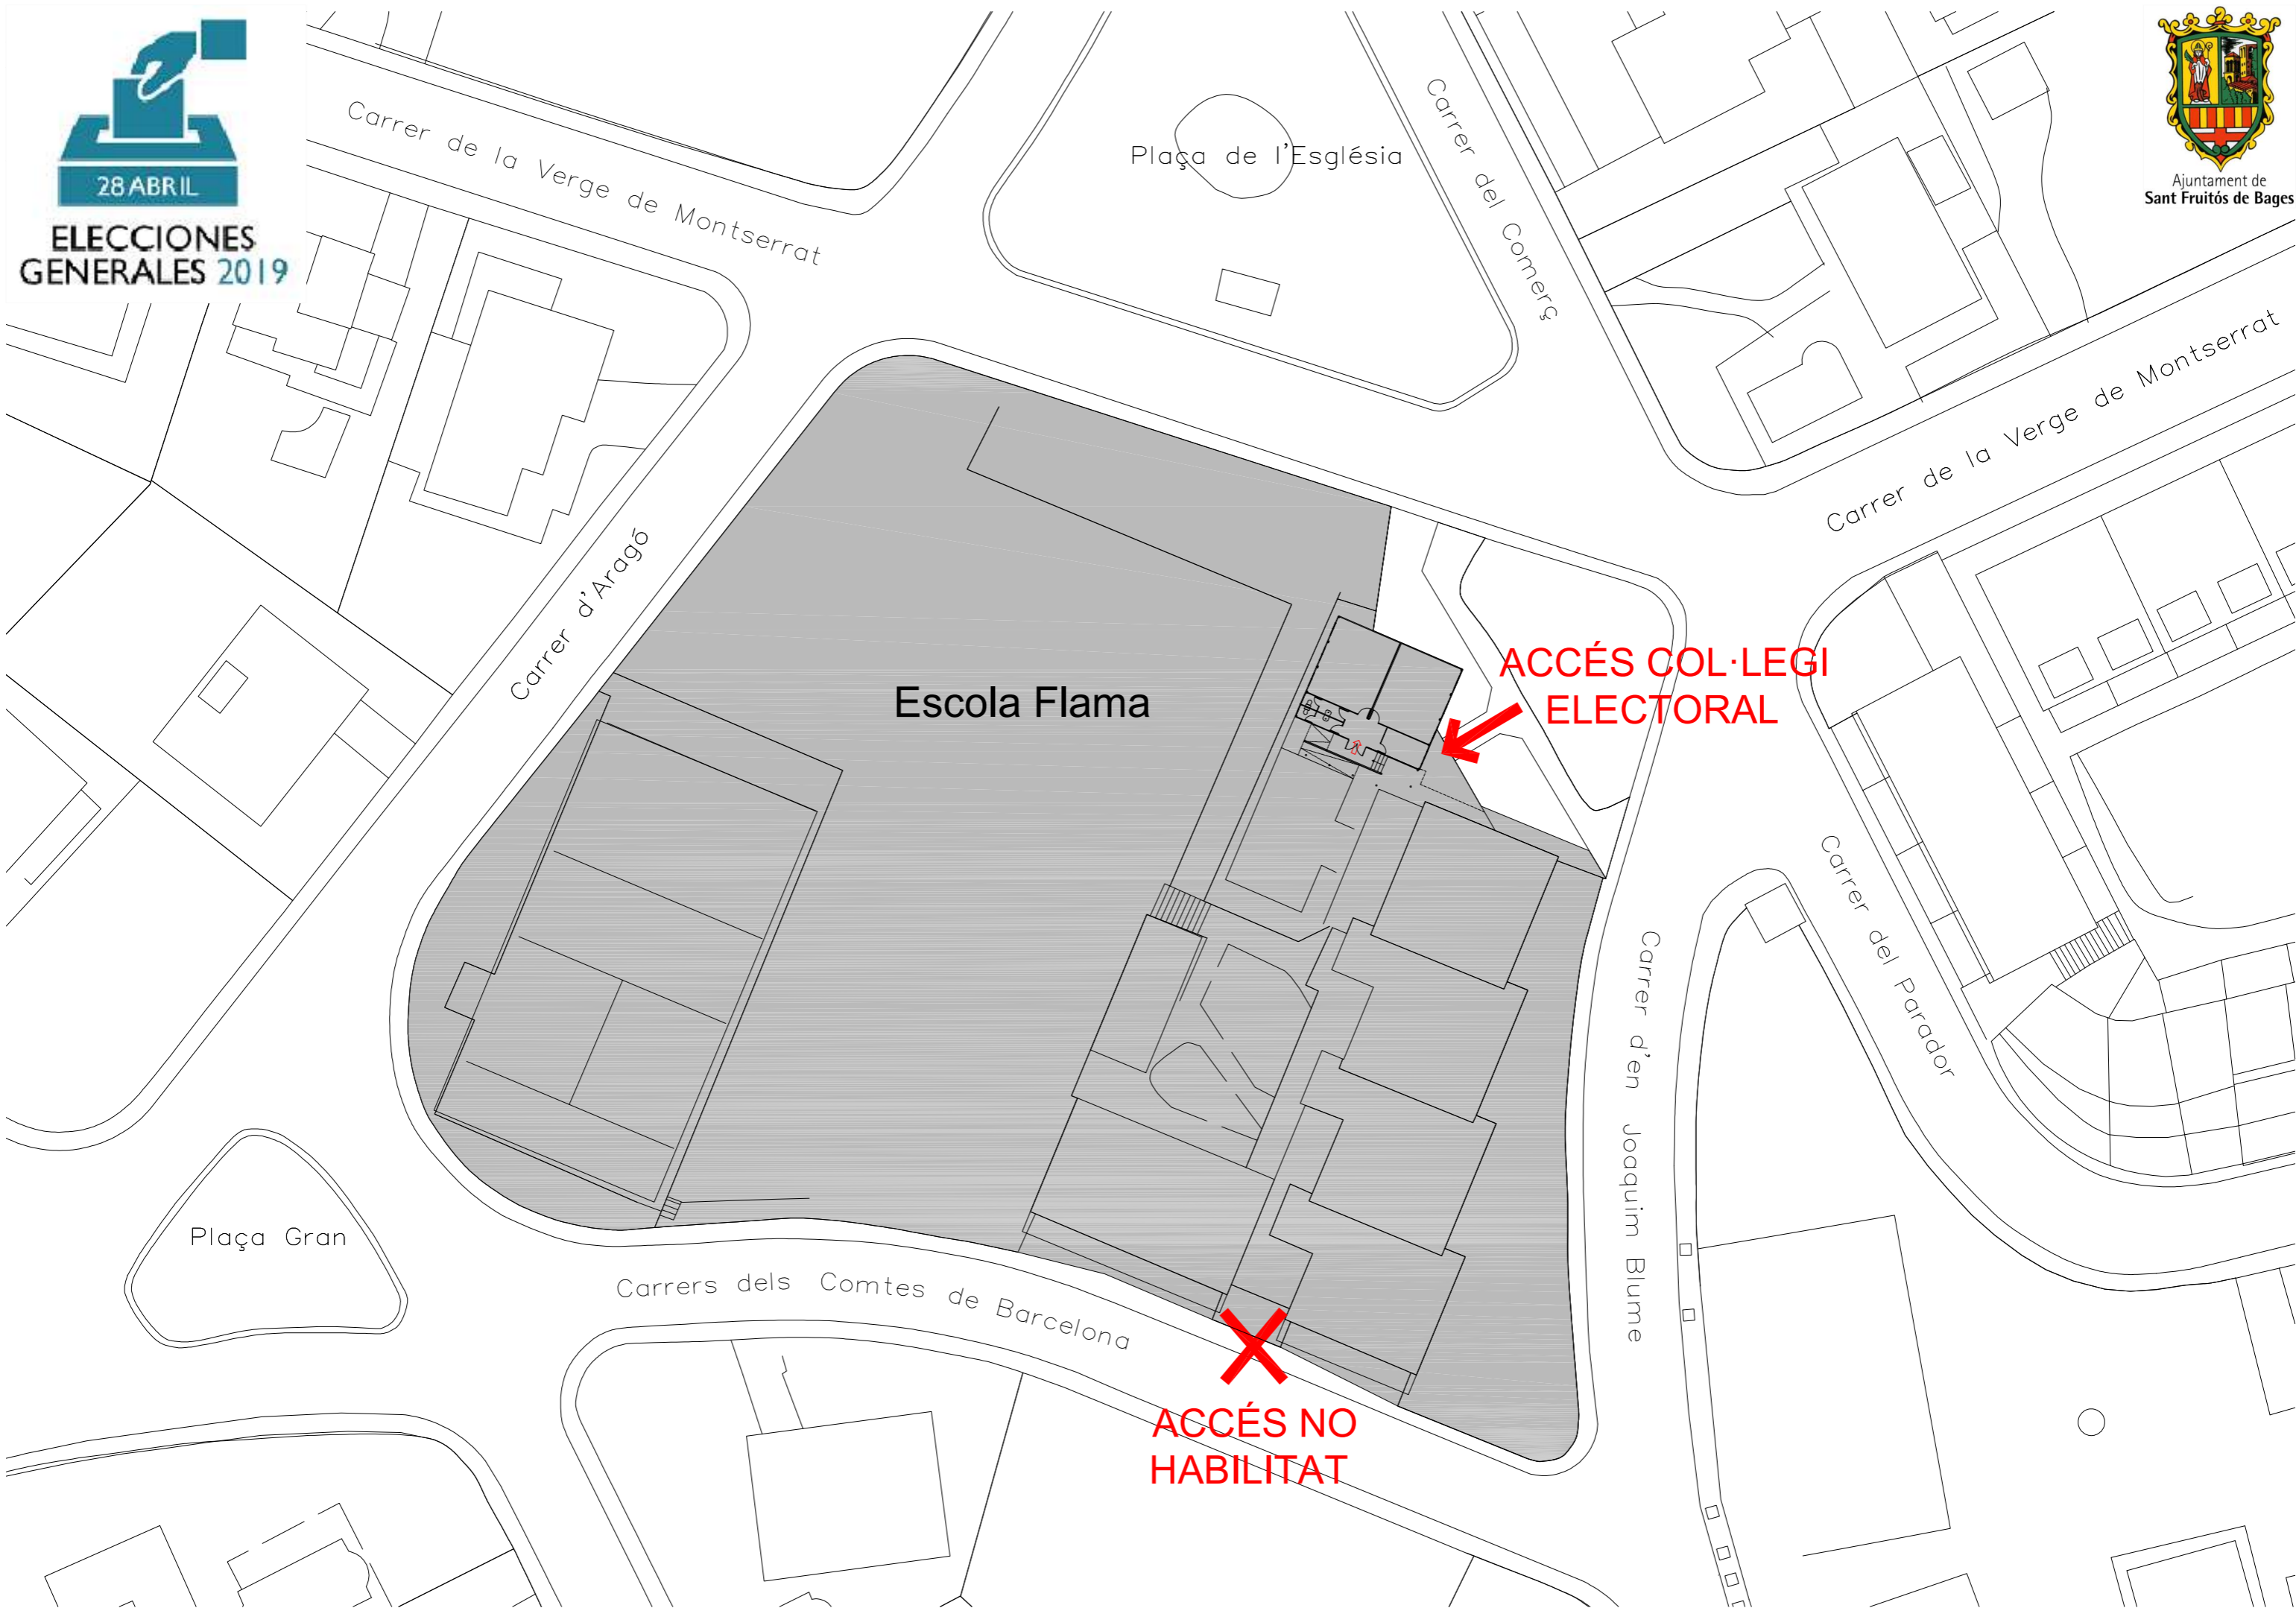 28 ABRIL
ELECCIONES
GENERALES 2019
Carrer de la Verge de Montserrat
Plaça de l'Església
Carrer del Comerç
Ajuntament de
Sant Fruitós de Bages
Carrer de la Verge de Montserrat
Carrer d'Aragó
Escola Flama
ACCÉS COL·LEGI
ELECTORAL
Carrer del Parador
Carrer d'en Joaquim Blume
Plaça Gran
Carrers dels Comtes de Barcelona
ACCÉS NO
HABILITAT